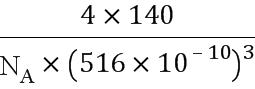 4 × 140
N_A × (516 × 10^{– 10})^3